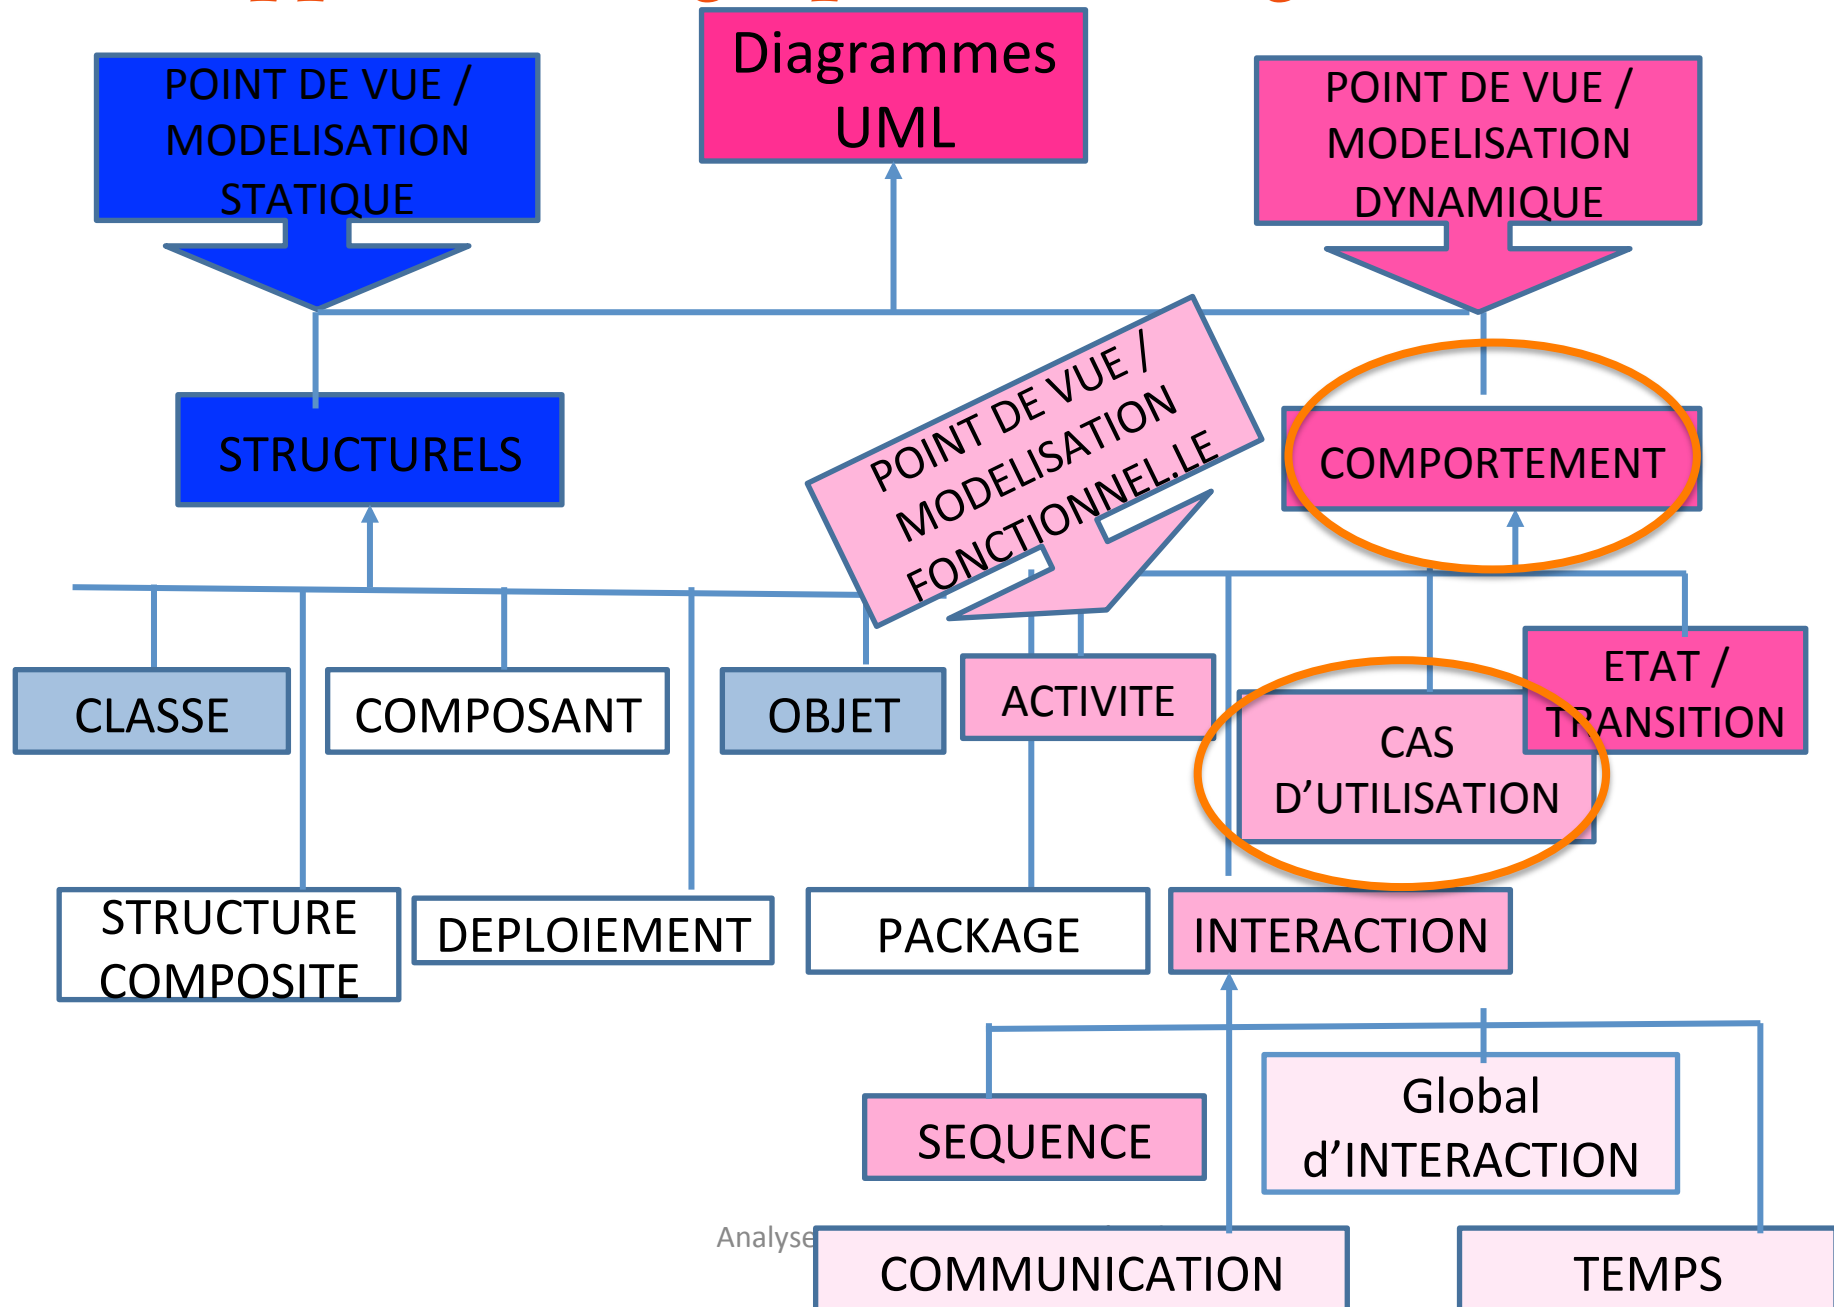 Diagrammes
UML
POINT DE VUE /
MODELISATION
STATIQUE
POINT DE VUE /
MODELISATION
DYNAMIQUE
POINT DE VUE /
MODELISATION
FONCTIONNEL.LE
STRUCTURELS
COMPORTEMENT
CLASSE
COMPOSANT
OBJET
ACTIVITE
CAS
D’UTILISATION
ETAT /
TRANSITION
STRUCTURE
COMPOSITE
DEPLOIEMENT
PACKAGE
INTERACTION
SEQUENCE
Global
d’INTERACTION
Analyse
COMMUNICATION
TEMPS